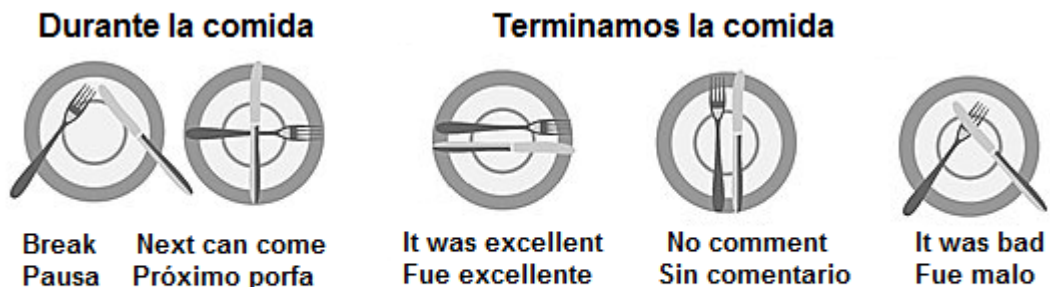 Durante la comida
Terminamos la comida
Break
Pausa
Next can come
Próximo porfa
It was excellent
Fue excellente
No comment
Sin comentario
It was bad
Fue malo